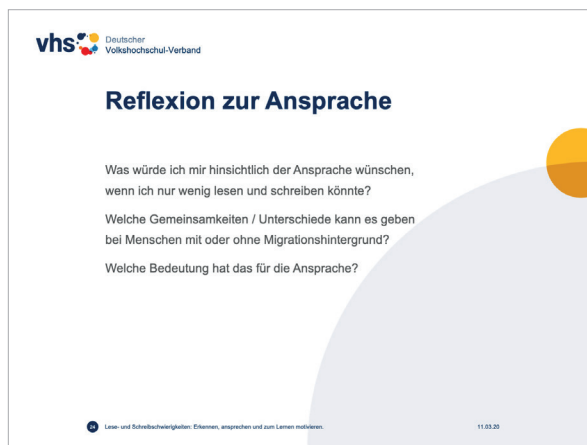 vhs
Deutscher
Volkshochschul-Verband
Reflexion zur Ansprache
Was würde ich mir hinsichtlich der Ansprache wünschen,
wenn ich nur wenig lesen und schreiben könnte?
Welche Gemeinsamkeiten / Unterschiede kann es geben
bei Menschen mit oder ohne Migrationshintergrund?
Welche Bedeutung hat das für die Ansprache?
24 Lese- und Schreibschwierigkeiten: Erkennen, ansprechen und zum Lernen motivieren. 11.03.20